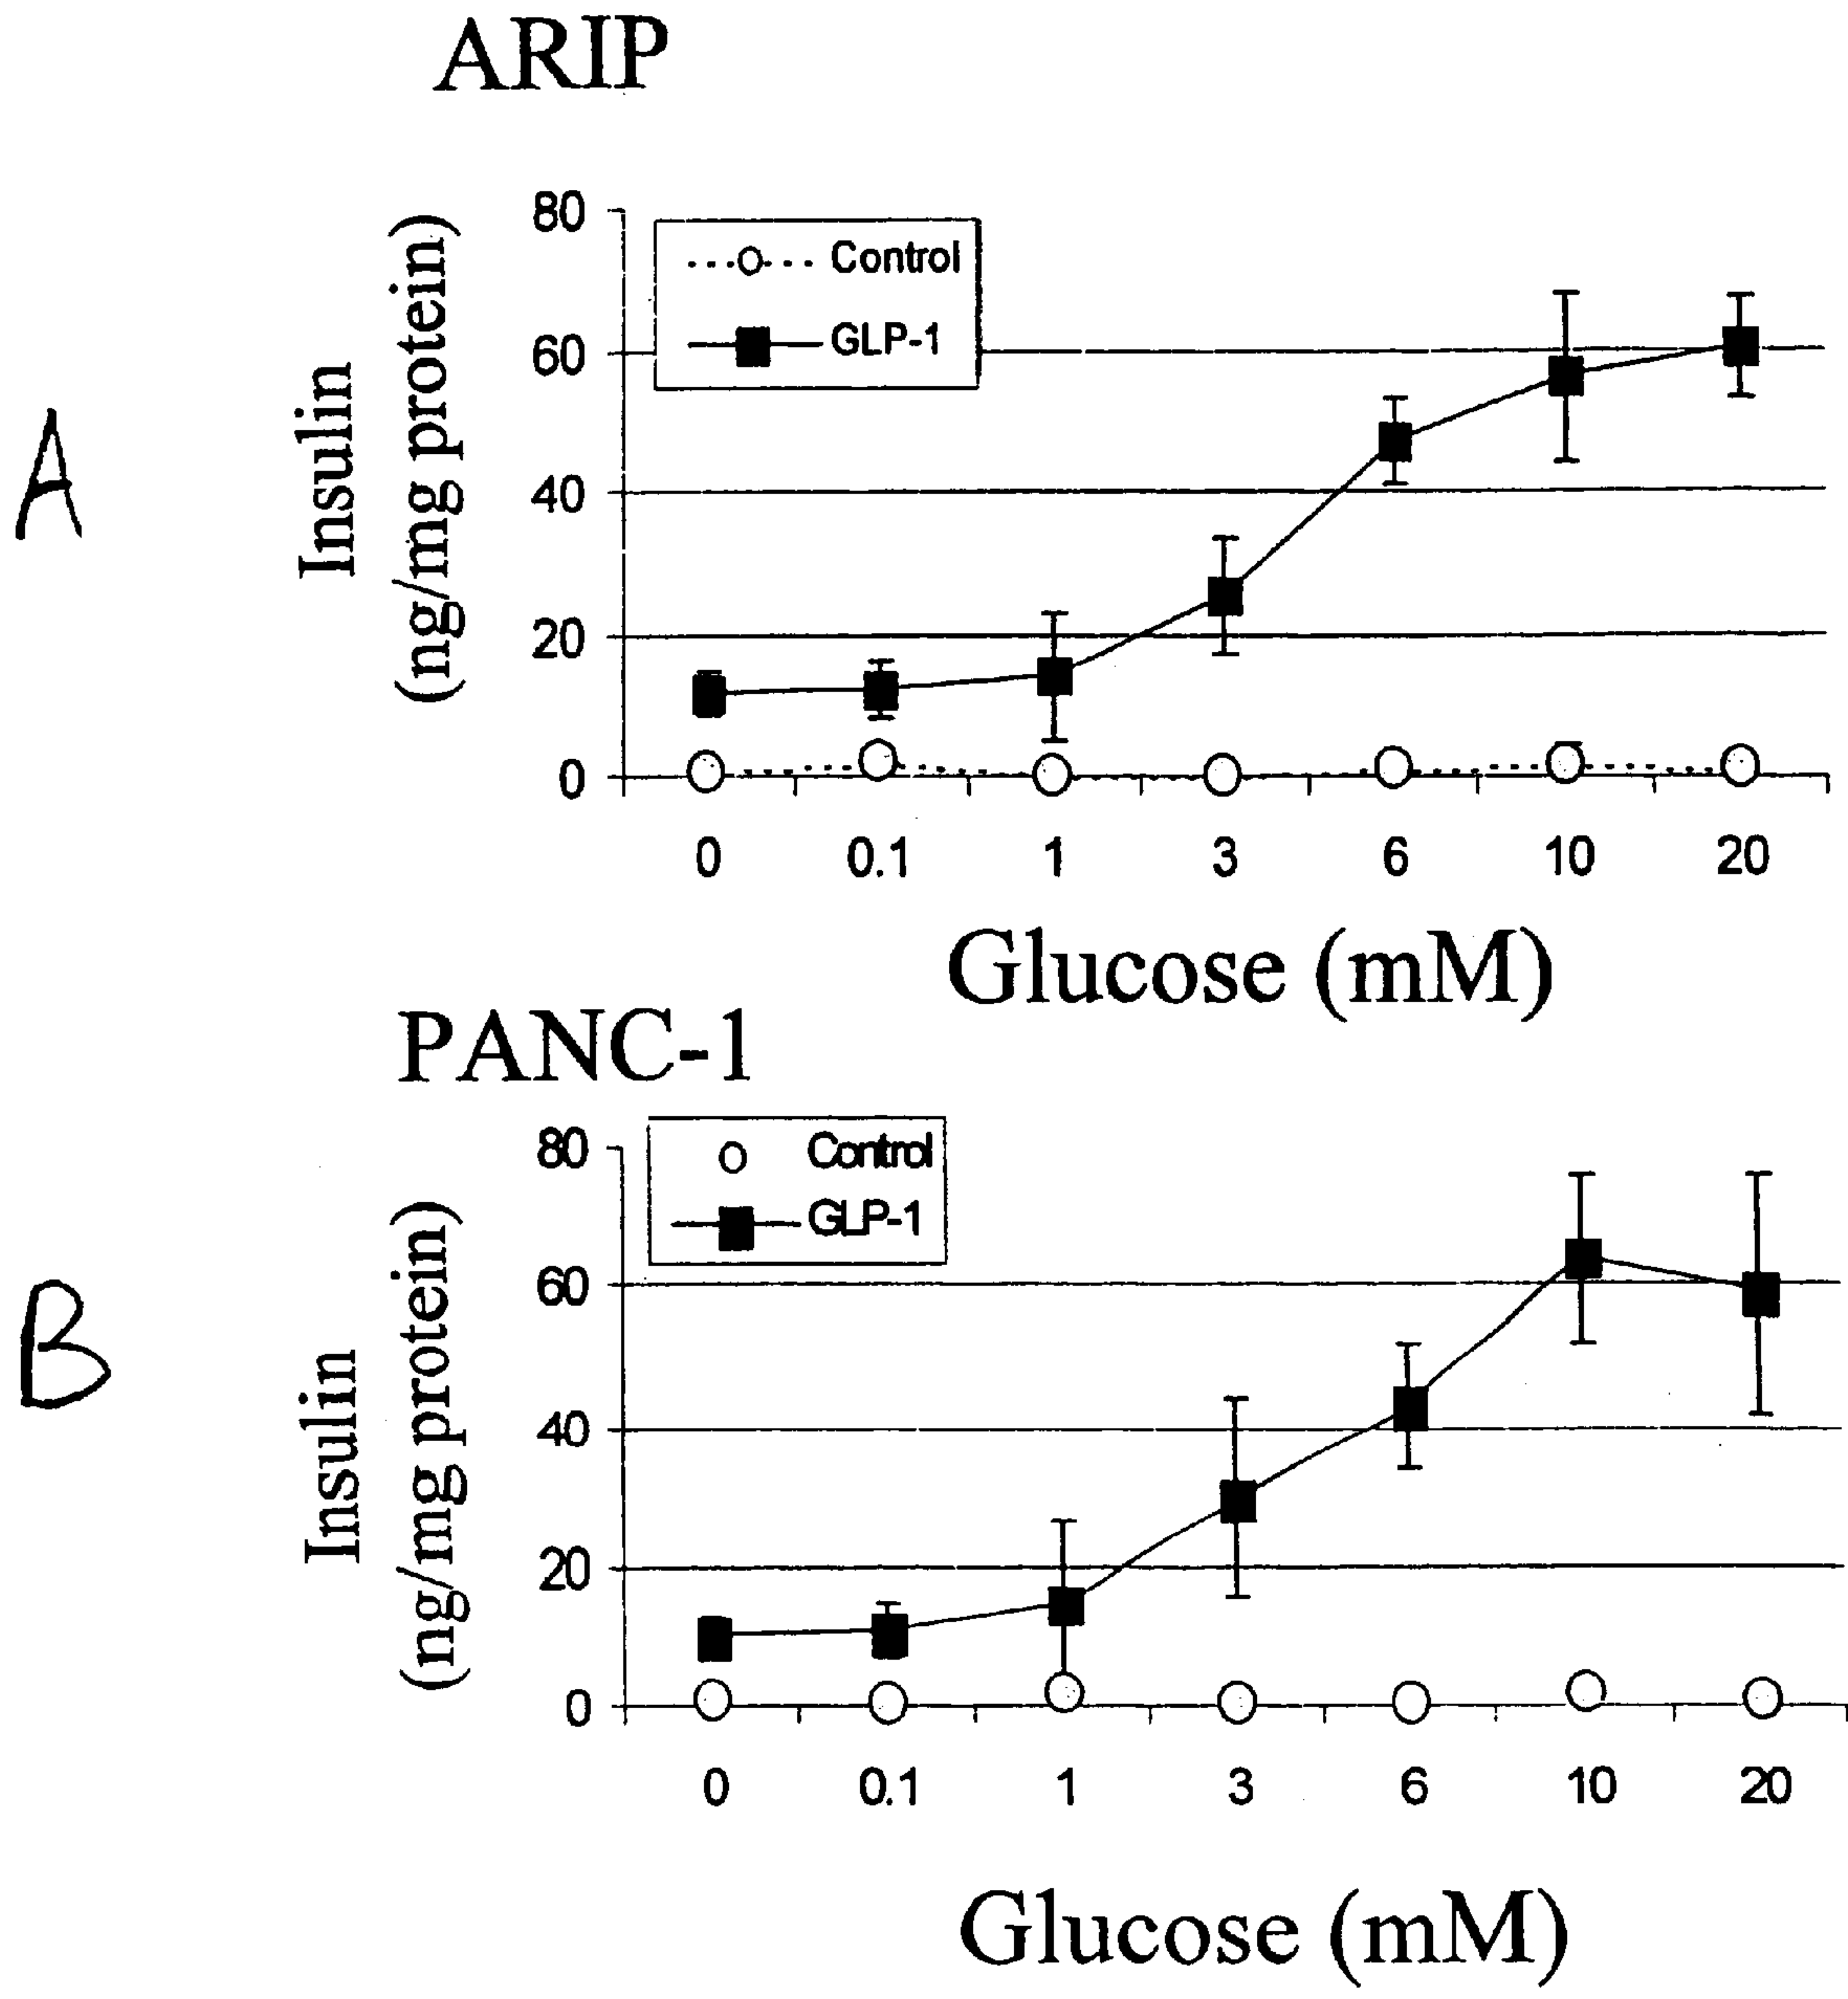 ARIP
A
Insulin
(ng/mg protein)
80
60
40
20
0
Control
GLP-1
0 0.1 1 3 6 10 20
Glucose (mM)
PANC-1
B
Insulin
(ng/mg protein)
80
60
40
20
0
Control
GLP-1
0 0.1 1 3 6 10 20
Glucose (mM)